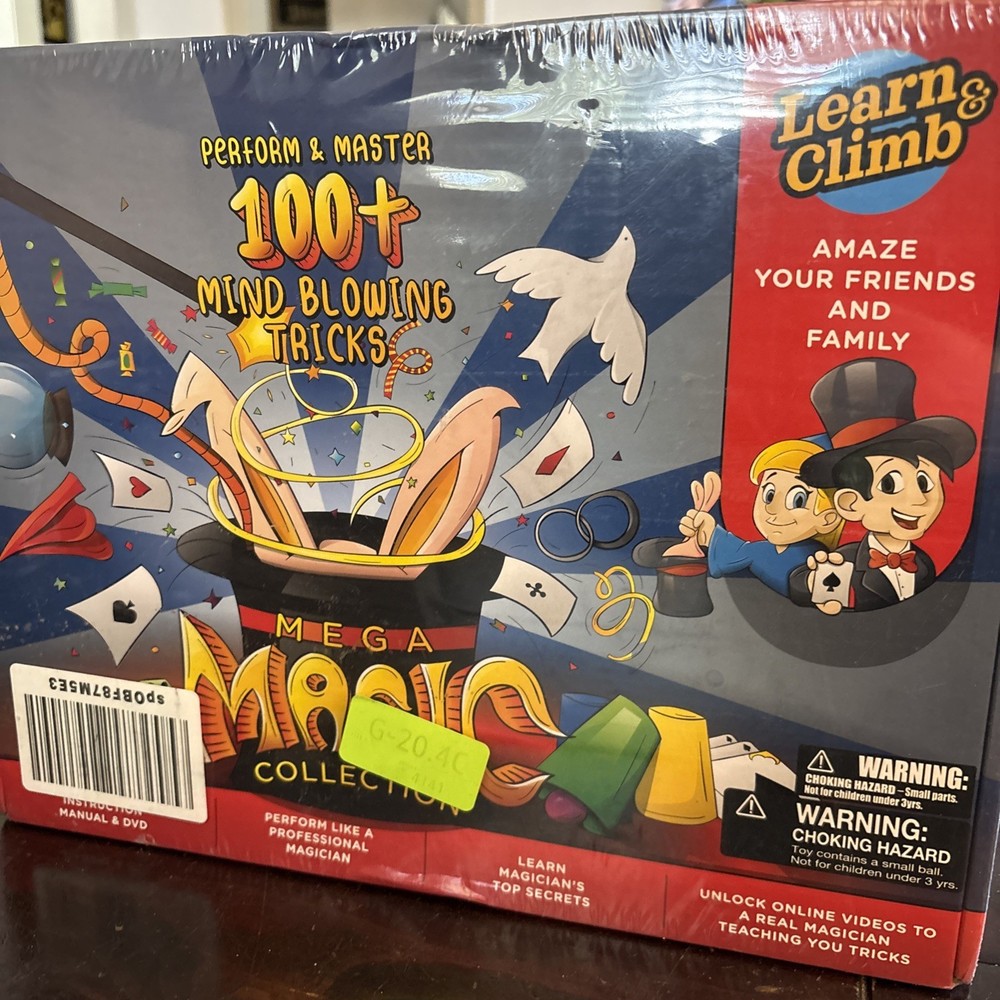 PERFORM & MASTER
100+
MIND BLOWING
TRICKS
Learn &
Climb
AMAZE
YOUR FRIENDS
AND
FAMILY
MEGA
MAGIC
COLLECTION
spOBF87M5E3
G-20.4C
4141
INSTRUCTION
MANUAL & DVD
PERFORM LIKE A
PROFESSIONAL
MAGICIAN
LEARN
MAGICIAN'S
TOP SECRETS
UNLOCK ONLINE VIDEOS TO
A REAL MAGICIAN
TEACHING YOU TRICKS
WARNING:
CHOKING HAZARD – Small parts.
Not for children under 3yrs.
WARNING:
CHOKING HAZARD
Toy contains a small ball.
Not for children under 3 yrs.